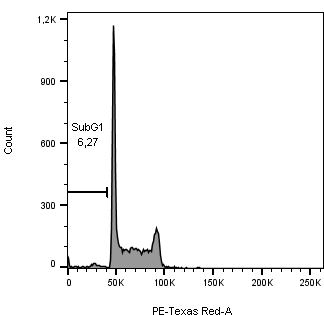 1,2K
900
SubG1
6,27
600
300
0
Count
0 50K 100K 150K 200K 250K
PE-Texas Red-A